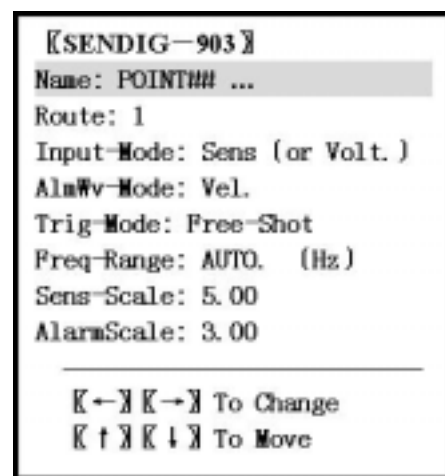 〖SENDIG-903〗
Name: POINT## ...
Route: 1
Input-Mode: Sens (or Volt.)
AlmWv-Mode: Vel.
Trig-Mode: Free-Shot
Freq-Range: AUTO. (Hz)
Sens-Scale: 5.00
AlarmScale: 3.00
〖←〗〖→〗 To Change
〖↑〗〖↓〗 To Move